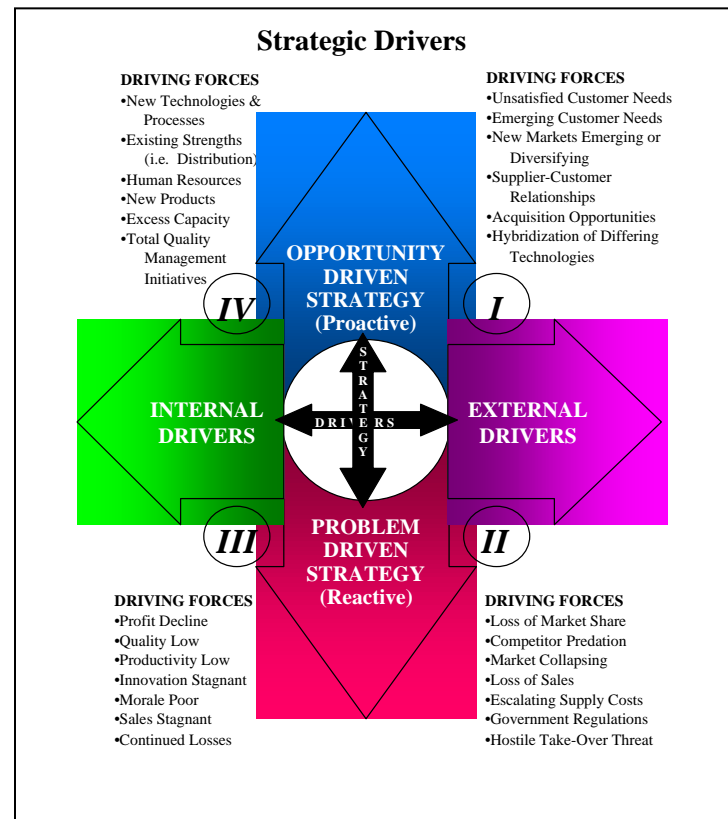 Strategic Drivers
DRIVING FORCES
•New Technologies &
Processes
•Existing Strengths
(i.e. Distribution)
•Human Resources
•New Products
•Excess Capacity
•Total Quality
Management
Initiatives
DRIVING FORCES
•Unsatisfied Customer Needs
•Emerging Customer Needs
•New Markets Emerging or
Diversifying
•Supplier-Customer
Relationships
•Acquisition Opportunities
•Hybridization of Differing
Technologies
OPPORTUNITY
DRIVEN
STRATEGY
(Proactive)
IV
I
INTERNAL
DRIVERS
STRATEGY
DRIVERS
EXTERNAL
DRIVERS
III
II
PROBLEM
DRIVEN
STRATEGY
(Reactive)
DRIVING FORCES
•Profit Decline
•Quality Low
•Productivity Low
•Innovation Stagnant
•Morale Poor
•Sales Stagnant
•Continued Losses
DRIVING FORCES
•Loss of Market Share
•Competitor Predation
•Market Collapsing
•Loss of Sales
•Escalating Supply Costs
•Government Regulations
•Hostile Take-Over Threat